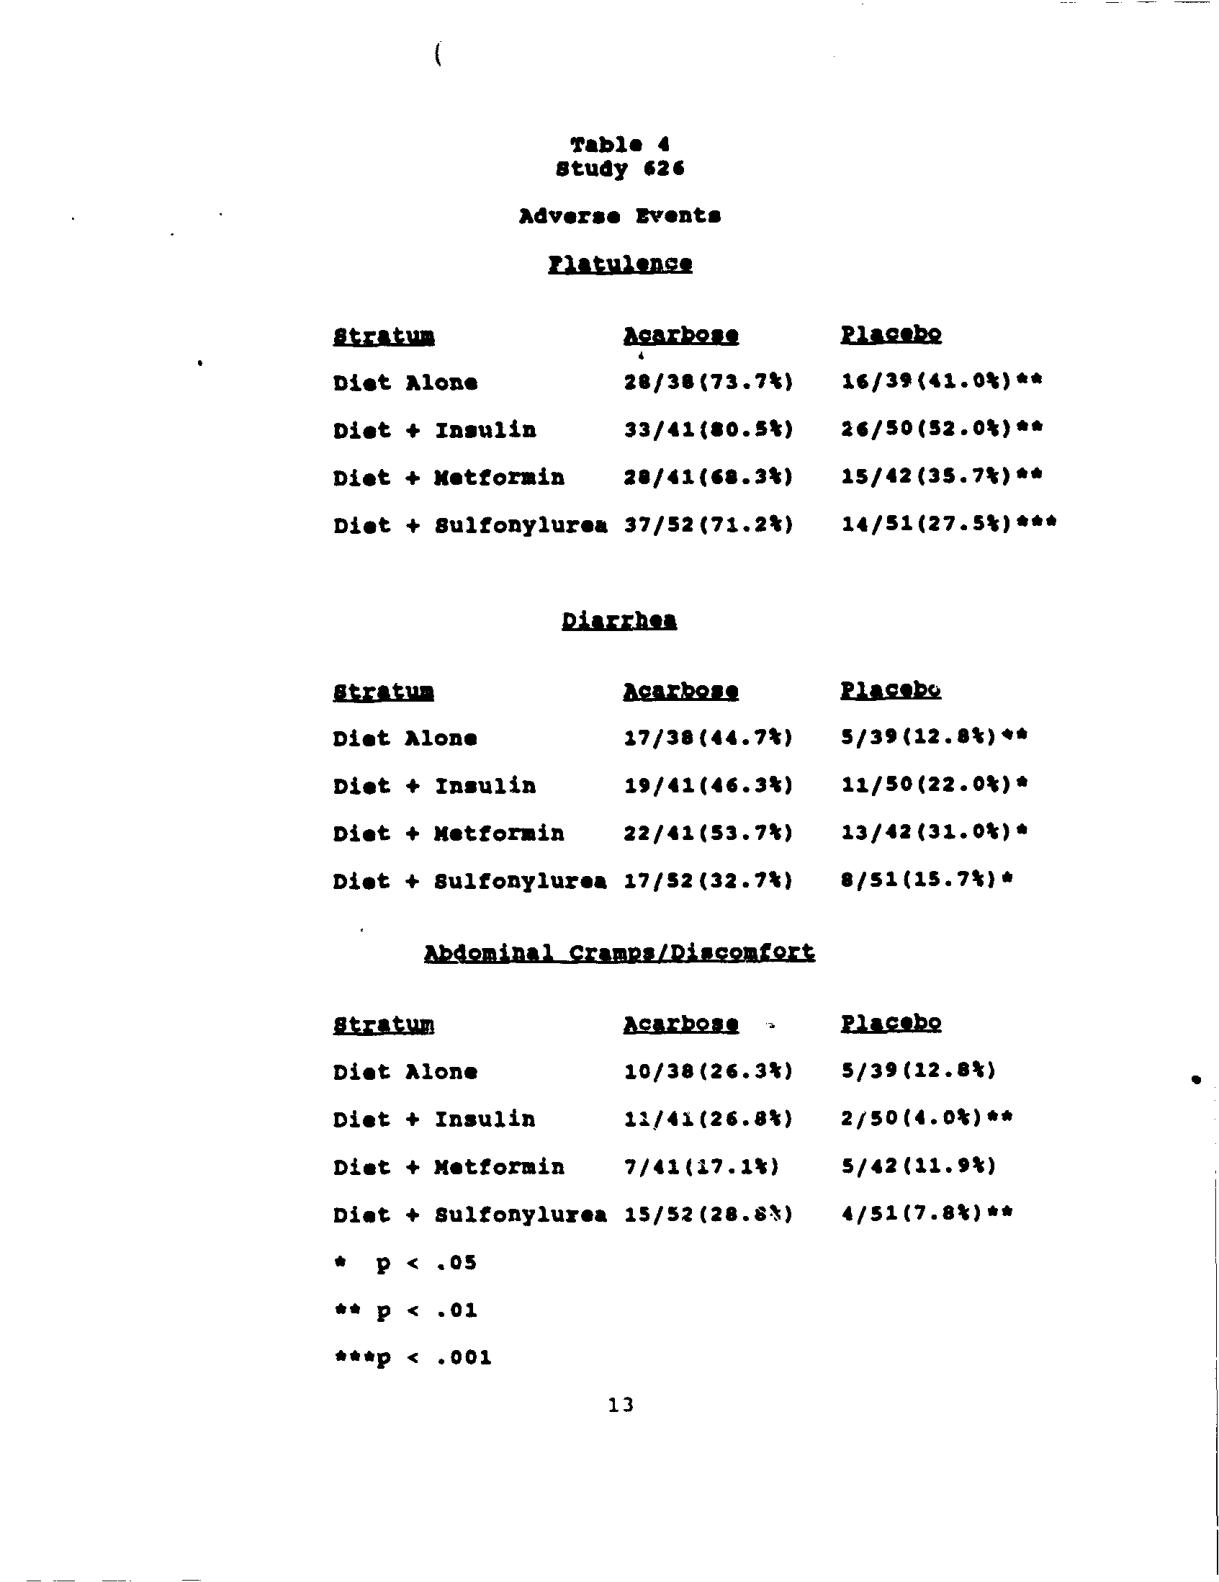 Table 4
Study 626
Adverse Events
Flatulence
Stratum Acarbose Placebo
Diet Alone 28/38(73.7%) 16/39(41.0%)**
Diet + Insulin 33/41(80.5%) 26/50(52.0%)**
Diet + Metformin 28/41(68.3%) 15/42(35.7%)**
Diet + Sulfonylurea 37/52(71.2%) 14/51(27.5%)***
Diarrhea
Stratum Acarbose Placebo
Diet Alone 17/38(44.7%) 5/39(12.8%)**
Diet + Insulin 19/41(46.3%) 11/50(22.0%)*
Diet + Metformin 22/41(53.7%) 13/42(31.0%)*
Diet + Sulfonylurea 17/52(32.7%) 8/51(15.7%)*
Abdominal Cramps/Discomfort
Stratum Acarbose Placebo
Diet Alone 10/38(26.3%) 5/39(12.8%)
Diet + Insulin 11/41(26.8%) 2/50(4.0%)**
Diet + Metformin 7/41(17.1%) 5/42(11.9%)
Diet + Sulfonylurea 15/52(28.8%) 4/51(7.8%)**
* p < .05
** p < .01
***p < .001
13